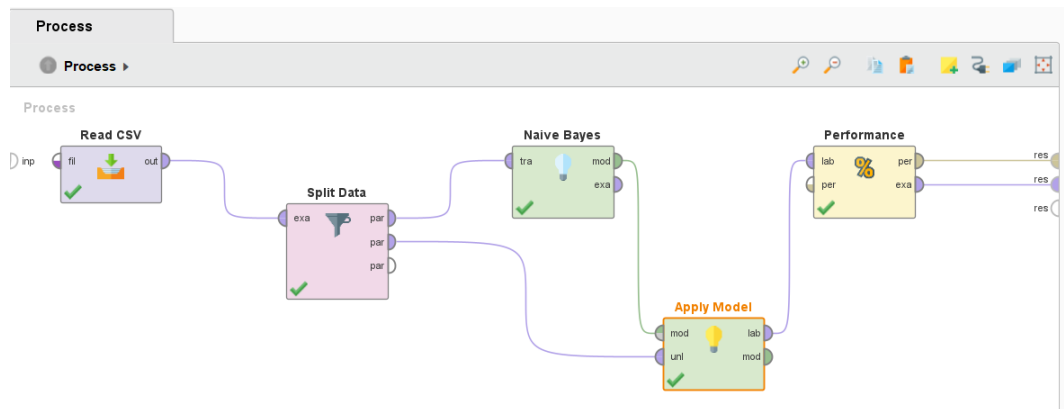 Process
Process
Process
Read CSV
inp
fil
out
Split Data
exa
par
par
par
Naive Bayes
tra
mod
exa
Apply Model
mod
lab
unl
mod
Performance
%
lab
per
per
exa
res
res
res